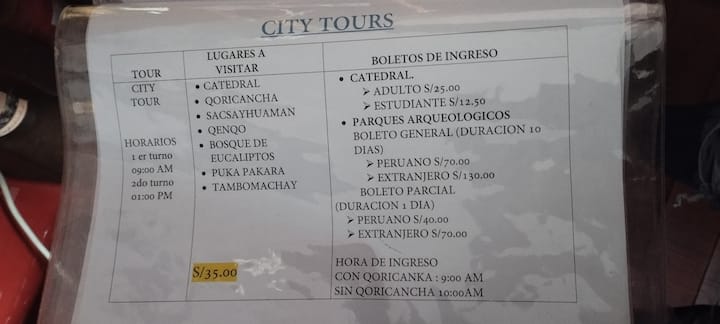 CITY TOURS
TOUR
LUGARES A
VISITAR
BOLETOS DE INGRESO
CITY
TOUR
HORARIOS
1 er turno
09:00 AM
2do turno
01:00 PM
• CATEDRAL
• QORICANCHA
• SACSAYHUAMAN
• QENQO
• BOSQUE DE
EUCALIPTOS
• PUKA PAKARA
• TAMBOMACHAY
S/35.00
• CATEDRAL.
➢ ADULTO S/25.00
➢ ESTUDIANTE S/12.50
• PARQUES ARQUEOLOGICOS
BOLETO GENERAL (DURACION 10
DIAS)
➢ PERUANO S/70.00
➢ EXTRANJERO S/130.00
BOLETO PARCIAL
(DURACION 1 DIA)
➢ PERUANO S/40.00
➢ EXTRANJERO S/70.00
HORA DE INGRESO
CON QORICANKA : 9:00 AM
SIN QORICANCHA 10:00AM